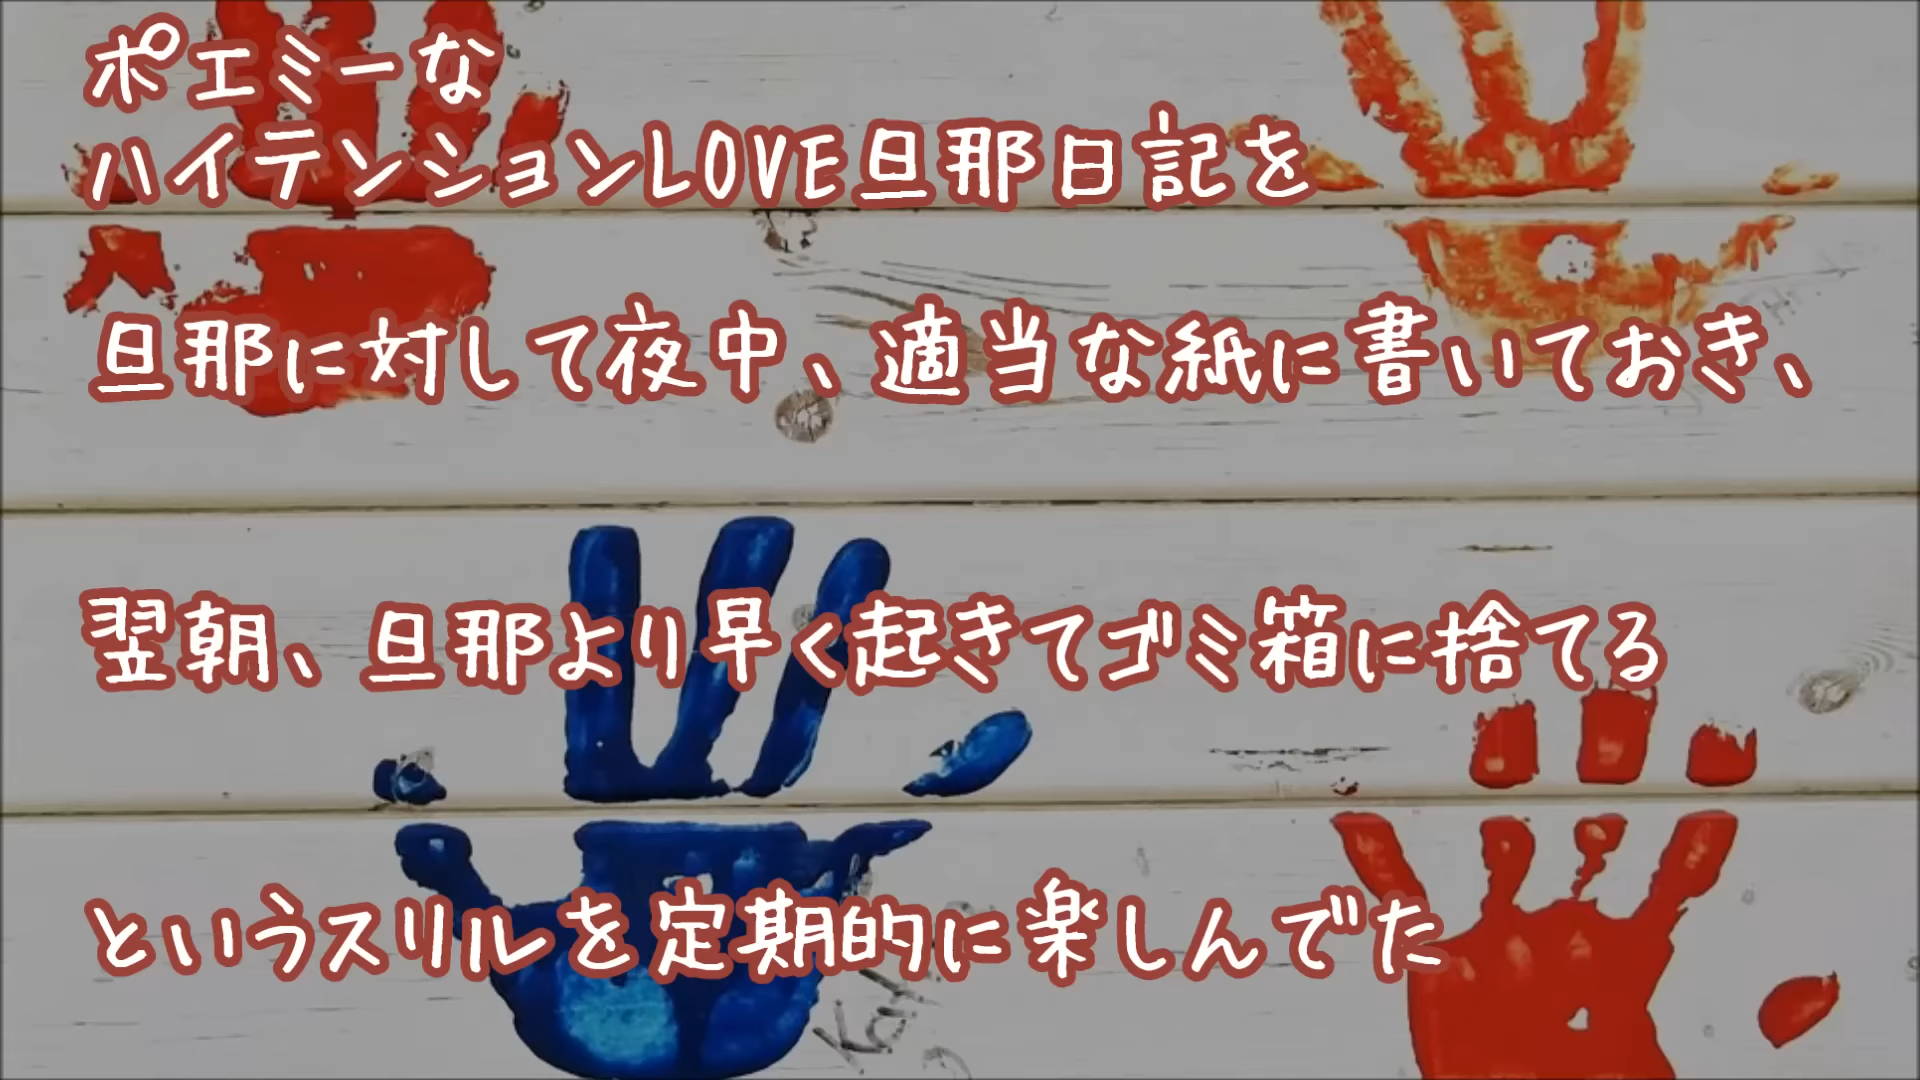 ポエミーな
ハイテンションLOVE旦那日記を
旦那に対して夜中、適当な紙に書いておき、
翌朝、旦那より早く起きてゴミ箱に捨てる
というスリルを定期的に楽しんでた